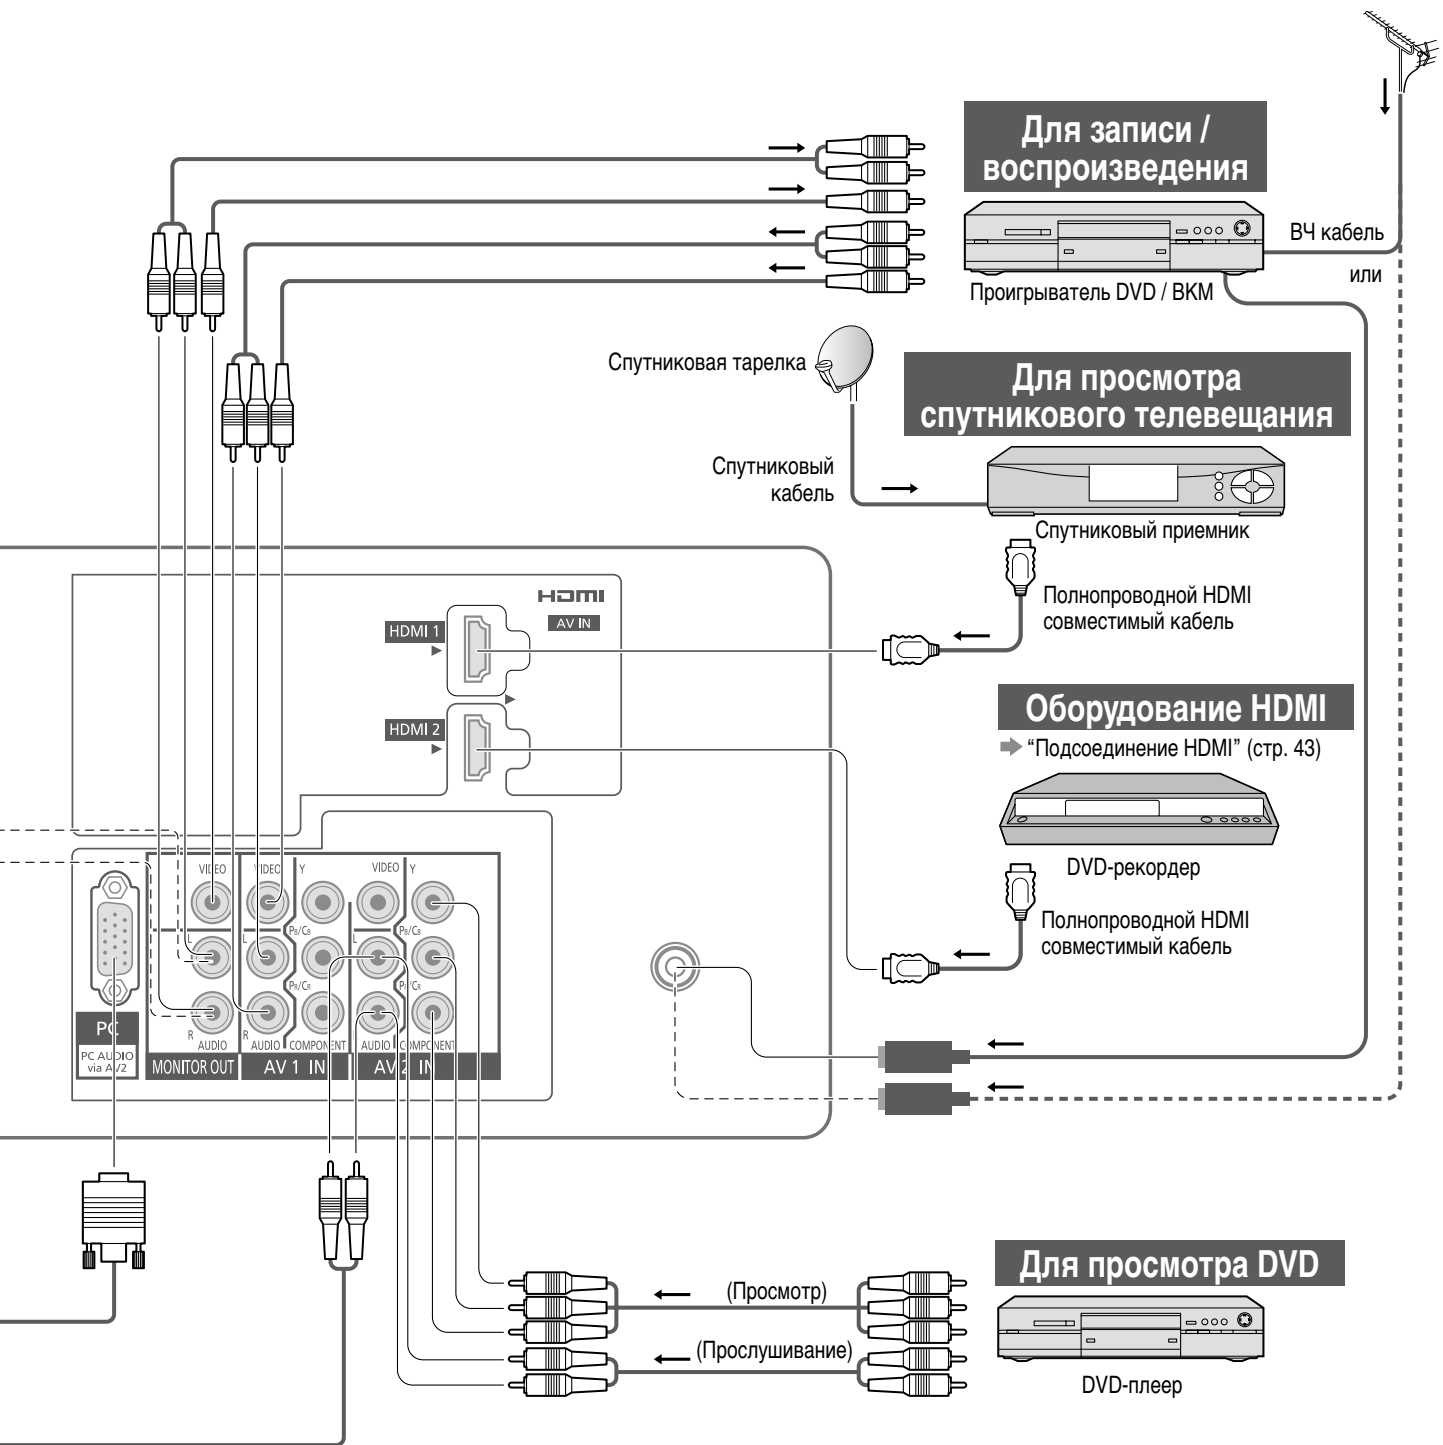 Для записи /
воспроизведения
ВЧ кабель
или
Проигрыватель DVD / ВКМ
Спутниковая тарелка
Для просмотра
спутникового телевещания
Спутниковый
кабель
Спутниковый приемник
Полнопроводной HDMI
совместимый кабель
HDMI
AV IN
HDMI 1
HDMI 2
Оборудование HDMI
“Подсоединение HDMI” (стр. 43)
DVD-рекордер
Полнопроводной HDMI
совместимый кабель
VIDEO VIDEO Y VIDEO Y
L L PB/CB L PB/CB
PR/CR PR/CR
R R
AUDIO AUDIO COMPONENT AUDIO COMPONENT
MONITOR OUT AV 1 IN AV 2 IN
PC
PC AUDIO
via AV2
Для просмотра DVD
(Просмотр)
(Прослушивание)
DVD-плеер